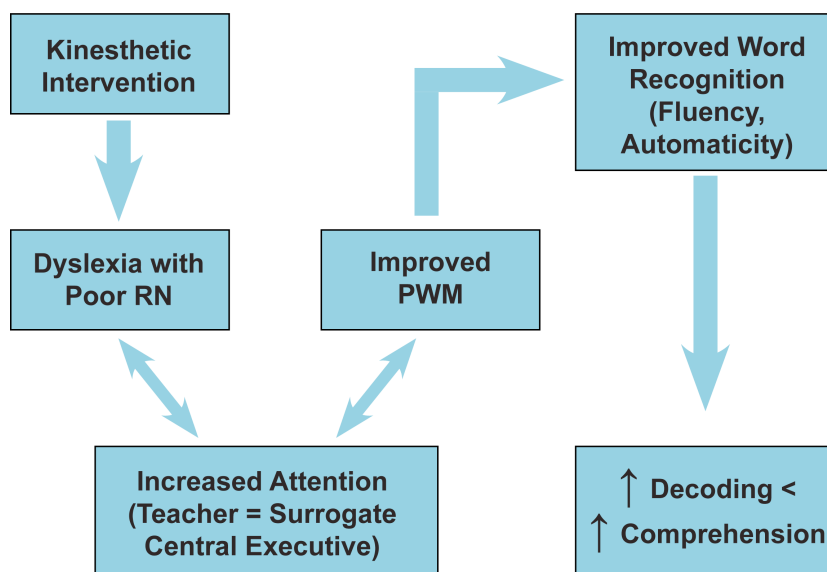 Kinesthetic
Intervention
Dyslexia with
Poor RN
Increased Attention
(Teacher = Surrogate
Central Executive)
Improved
PWM
Improved Word
Recognition
(Fluency,
Automaticity)
↑ Decoding <
↑ Comprehension